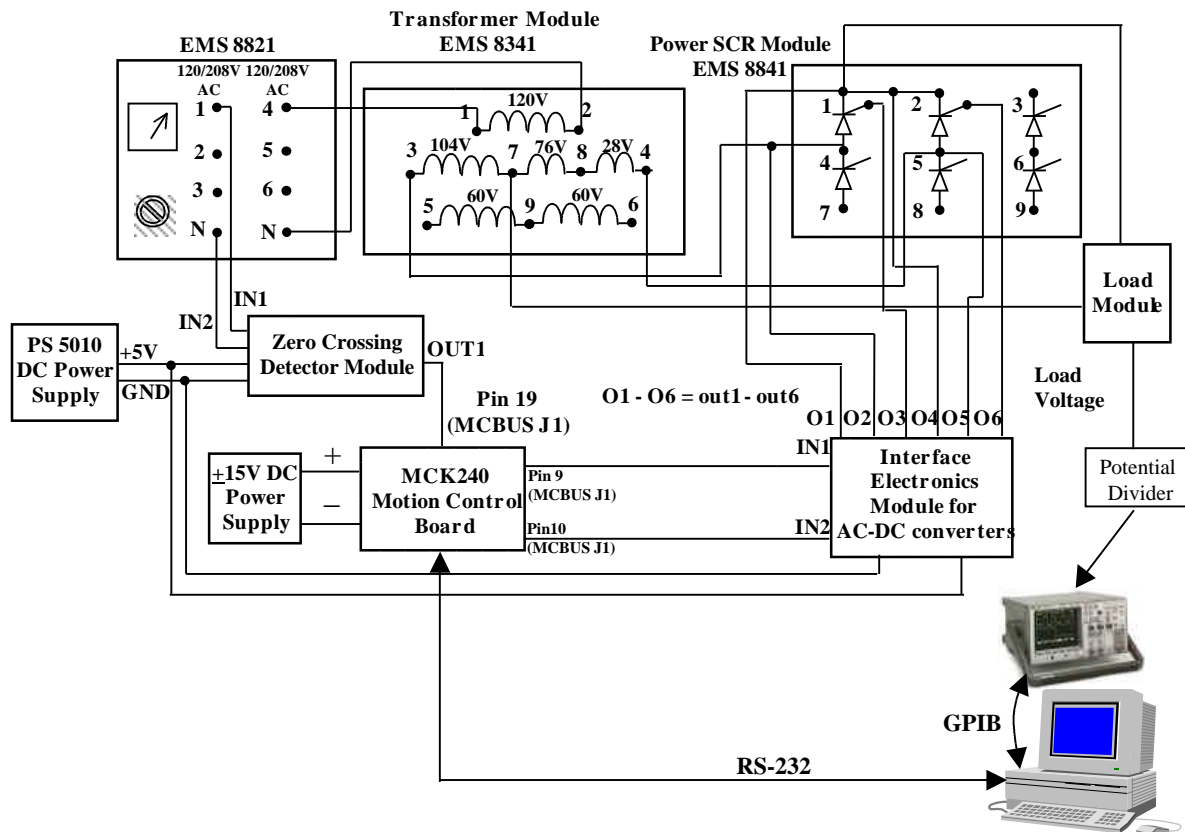 Transformer Module
EMS 8341
EMS 8821
Power SCR Module
EMS 8841
120/208V 120/208V
AC AC
1 4
2 5
3 6
N N
120V
1 2
104V 76V 28V
3 7 8 4
60V 60V
5 9 6
1 2 3
4 5 6
7 8 9
Load
Module
IN1
IN2
PS 5010
DC Power
Supply
+5V
GND
Zero Crossing
Detector Module
OUT1
Pin 19
(MCBUS J1)
O1 - O6 = out1 - out6
O1 O2 O3 O4 O5 O6
Load
Voltage
+15V DC
Power
Supply
+
–
MCK240
Motion Control
Board
Pin 9
(MCBUS J1)
Pin10
(MCBUS J1)
IN1
IN2
Interface
Electronics
Module for
AC-DC converters
Potential
Divider
GPIB
RS-232